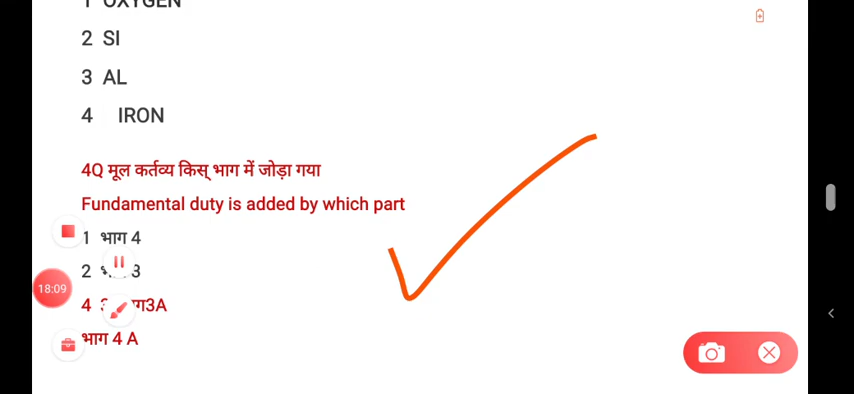 1 OXYGEN
2 SI
3 AL
4 IRON
4Q मूल कर्तव्य किस् भाग में जोड़ा गया
Fundamental duty is added by which part
1 भाग 4
2 3
18:09
4 3A
भाग 4 A